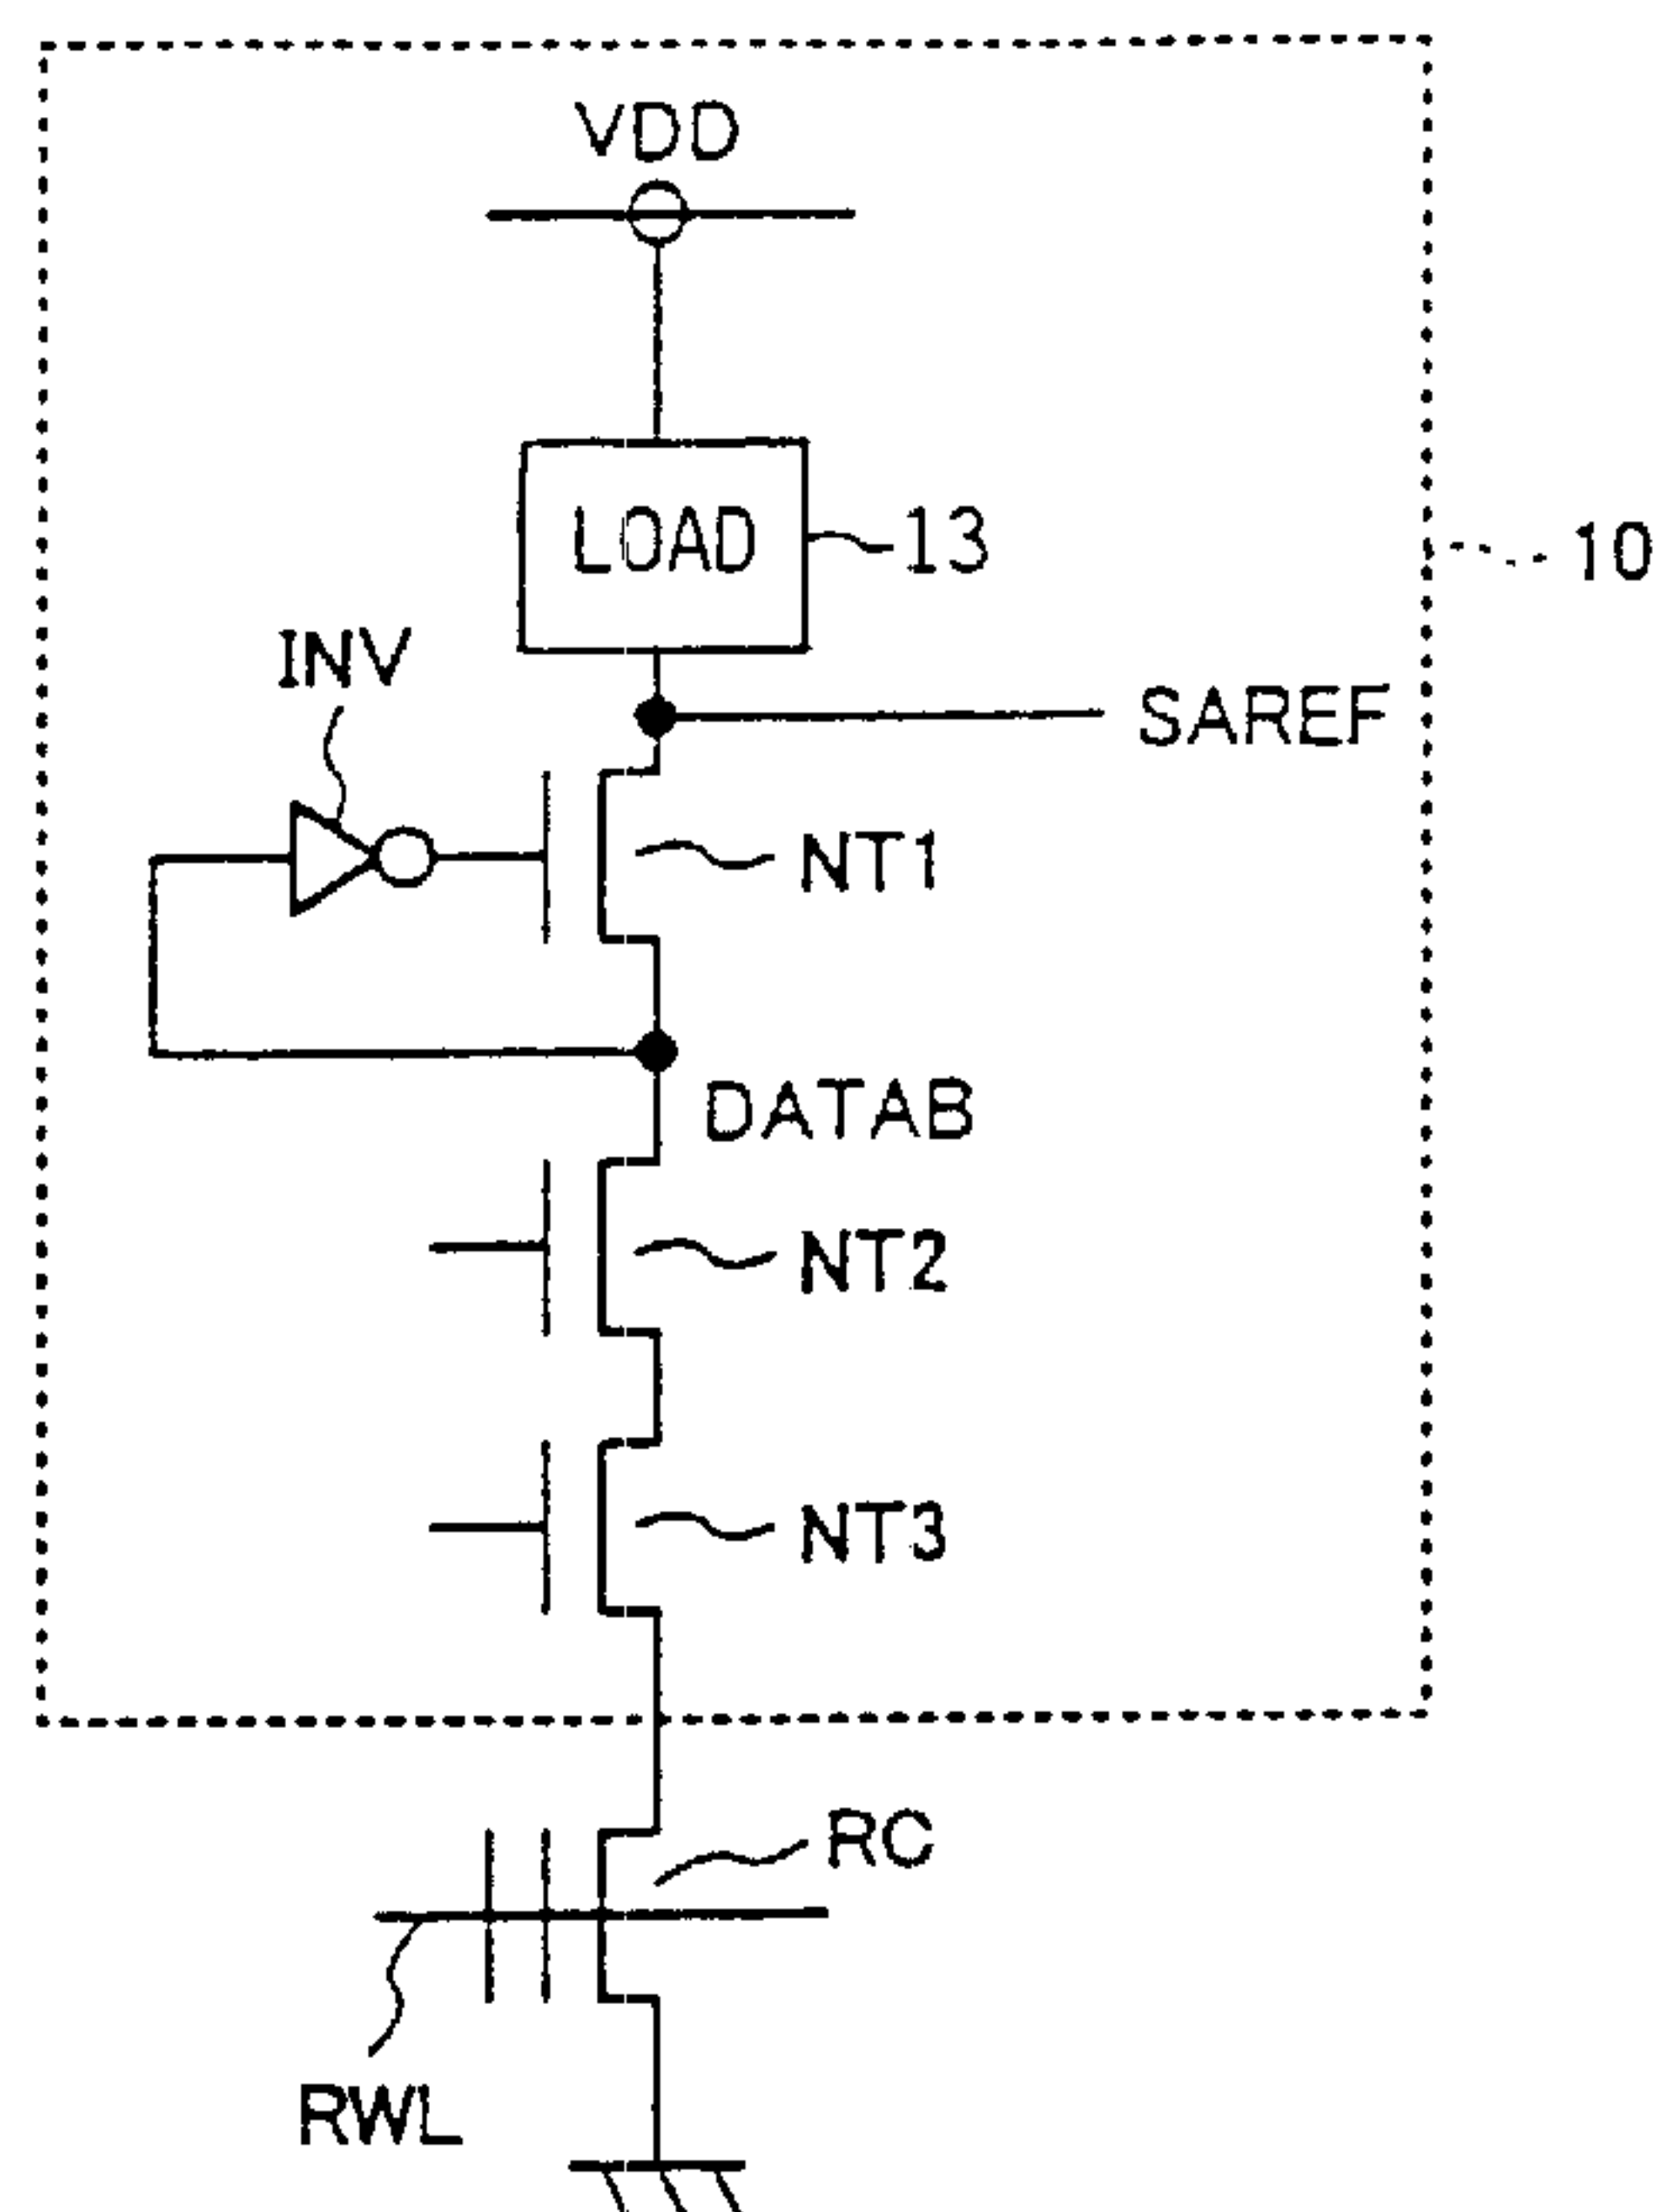 VDD
LOAD
13
10
INV
SAREF
NT1
DATAB
NT2
NT3
RC
RWL